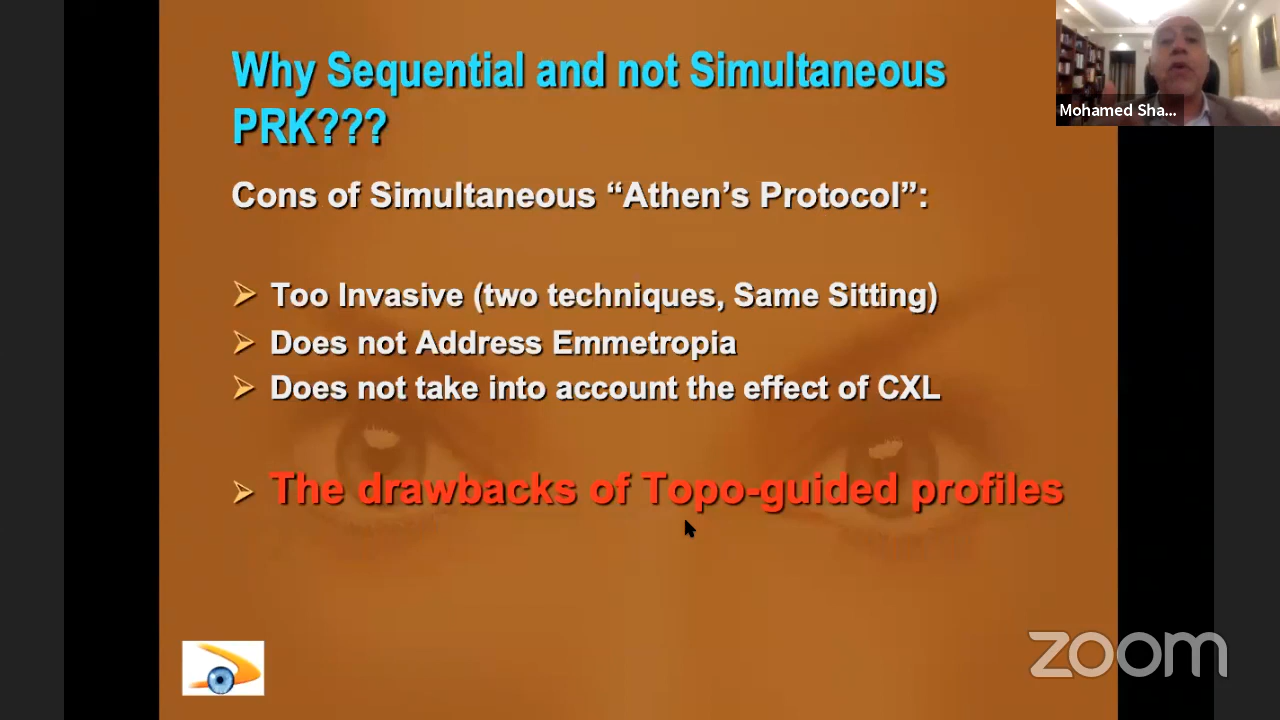 Why Sequential and not Simultaneous
PRK???
Cons of Simultaneous “Athen’s Protocol”:
Too Invasive (two techniques, Same Sitting)
Does not Address Emmetropia
Does not take into account the effect of CXL
The drawbacks of Topo-guided profiles
Mohamed Sha...
zoom